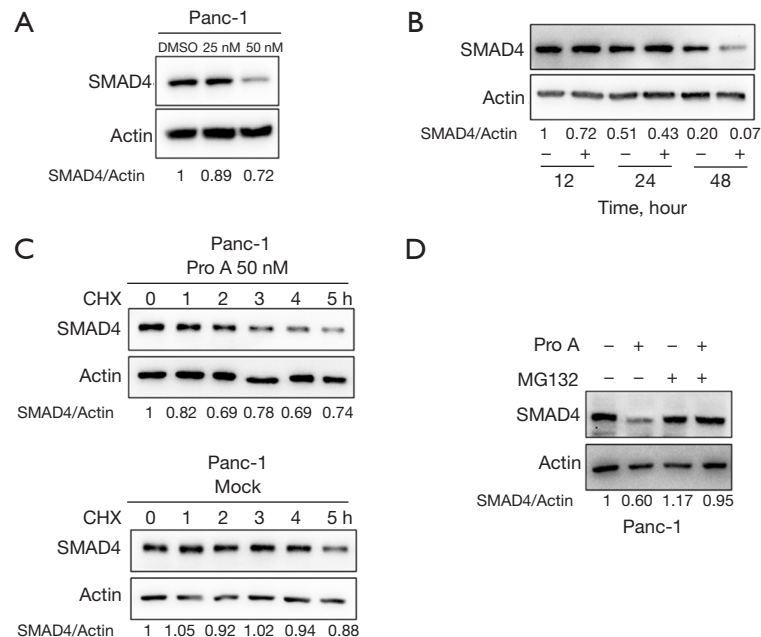 A
Panc-1
DMSO 25 nM 50 nM
SMAD4
Actin
SMAD4/Actin 1 0.89 0.72
B
SMAD4
Actin
SMAD4/Actin 1 0.72 0.51 0.43 0.20 0.07
− + − + − +
12 24 48
Time, hour
C
Panc-1
Pro A 50 nM
CHX 0 1 2 3 4 5 h
SMAD4
Actin
SMAD4/Actin 1 0.82 0.69 0.78 0.69 0.74
Panc-1
Mock
CHX 0 1 2 3 4 5 h
SMAD4
Actin
SMAD4/Actin 1 1.05 0.92 1.02 0.94 0.88
D
Pro A − + − +
MG132 − − + +
SMAD4
Actin
SMAD4/Actin 1 0.60 1.17 0.95
Panc-1